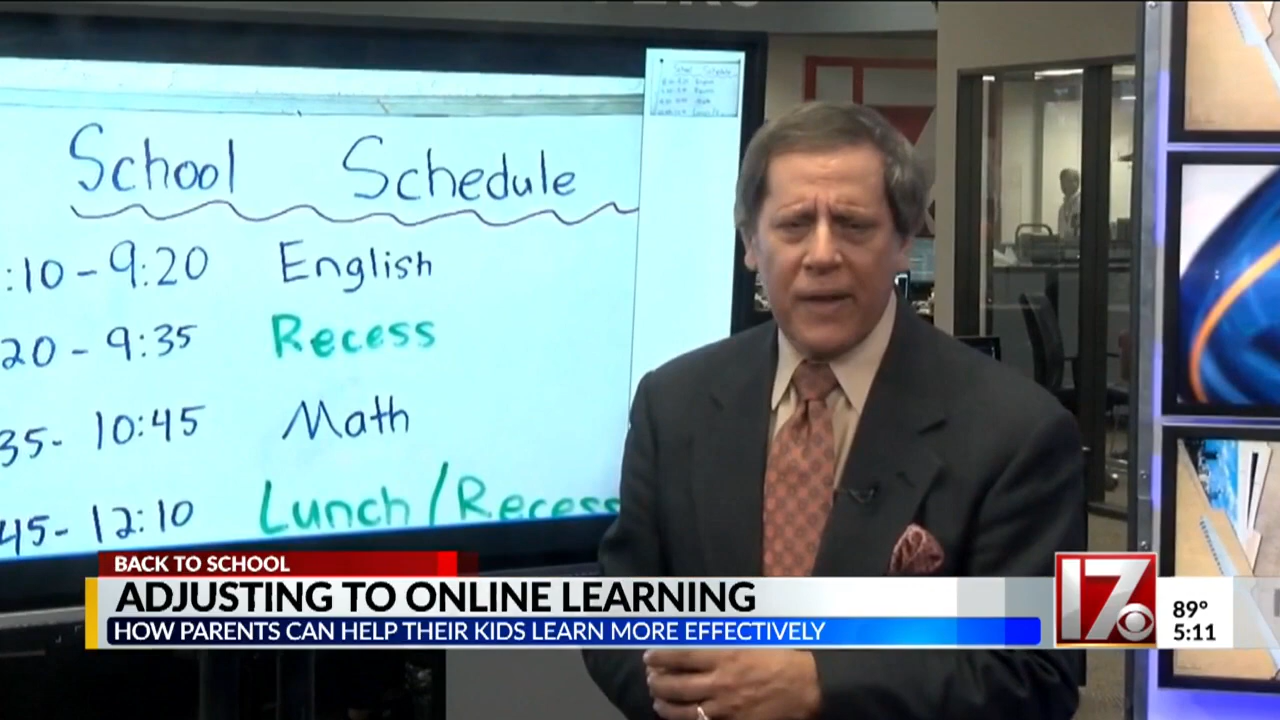 School Schedule
:10 - 9:20 English
20 - 9:35 Recess
35- 10:45 Math
45- 12:10 Lunch/Recess
BACK TO SCHOOL
ADJUSTING TO ONLINE LEARNING
HOW PARENTS CAN HELP THEIR KIDS LEARN MORE EFFECTIVELY
17
89°
5:11